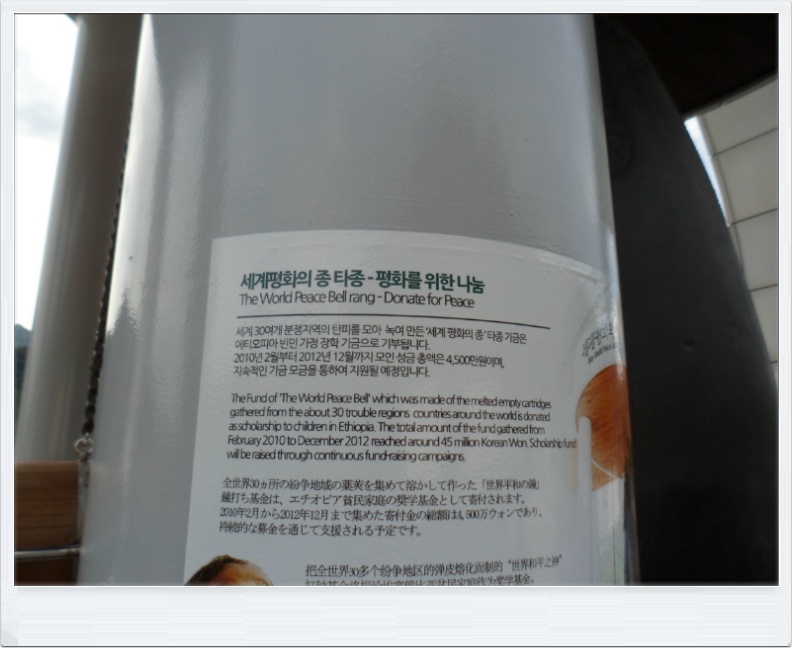 세계평화의 종 타종 - 평화를 위한 나눔
The World Peace Bell rang - Donate for Peace
세계 30여개 분쟁지역의 탄피를 모아 녹여 만든 '세계 평화의 종' 타종 기금은
에티오피아 빈민 가정 장학 기금으로 기부됩니다.
2010년 2월부터 2012년 12월까지 모인 성금 총액은 4,500만원이며,
지속적인 기금 모금을 통하여 지원될 예정입니다.
The Fund of 'The World Peace Bell' which was made of the melted empty cartridges
gathered from the about 30 trouble regions countries around the world is donated
as scholarship to children in Ethiopia. The total amount of the fund gathered from
February 2010 to December 2012 reached around 45 million Korean Won. Scholarship fund
will be raised through continuous fund-raising campaigns.
全世界30ヵ所の紛争地域の薬莢を集めて溶かして作った「世界平和の鐘」
鐘打ち基金は、エチオピア貧民家庭の奨学基金として寄付されます。
2010年2月から2012年12月まで集めた寄付金の総額は4,500万ウォンであり、
持続的な募金を通じて支援される予定です。
把全世界30多个纷争地区的弹皮熔化而制的“世界和平之钟”